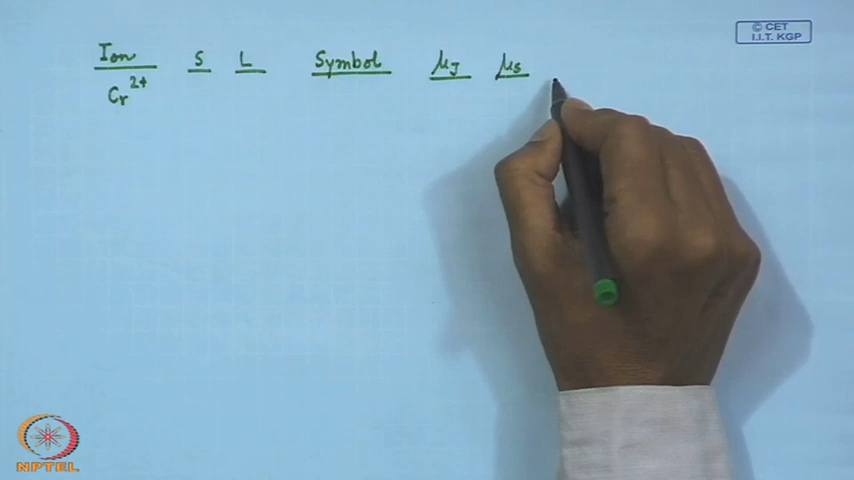 © CET
I.I.T. KGP
Ion S L Symbol μJ μs
Cr2+
NPTEL